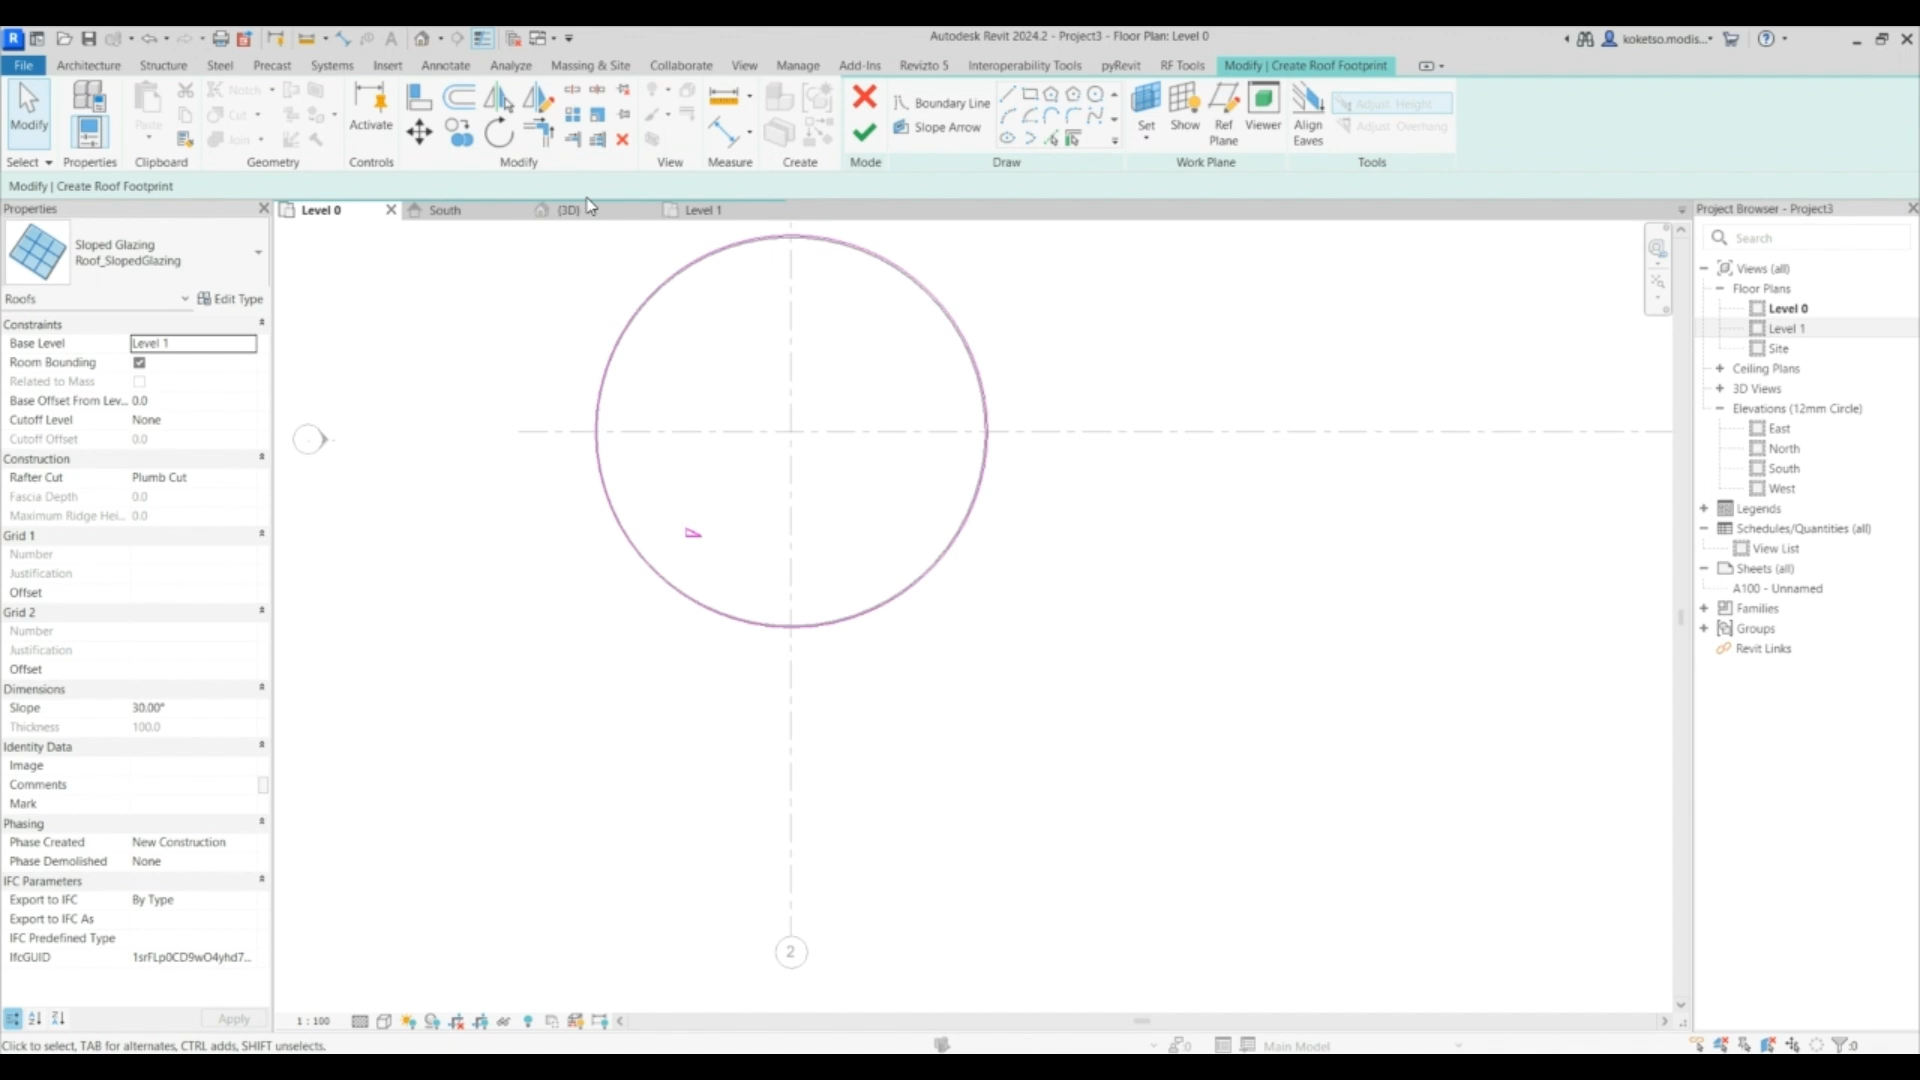 Autodesk Revit 2024.2 - Project3 - Floor Plan: Level 0
koketso.modis...
File Architecture Structure Steel Precast Systems Insert Annotate Analyze Massing & Site Collaborate View Manage Add-Ins Revizto 5 Interoperability Tools pyRevit RF Tools Modify | Create Roof Footprint
Modify
Paste
Notch
Cut
Join
Activate
Boundary Line
Slope Arrow
Set
Show
Ref
Plane
Viewer
Align
Eaves
Adjust Height
Adjust Overhang
Select Properties Clipboard Geometry Controls Modify View Measure Create Mode Draw Work Plane Tools
Modify | Create Roof Footprint
Properties
Level 0
South
{3D}
Level 1
Project Browser - Project3
Sloped Glazing
Roof_SlopedGlazing
Roofs
Edit Type
Constraints
Base Level Level 1
Room Bounding
Related to Mass
Base Offset From Lev... 0.0
Cutoff Level None
Cutoff Offset 0.0
Construction
Rafter Cut Plumb Cut
Fascia Depth 0.0
Maximum Ridge Hei... 0.0
Grid 1
Number
Justification
Offset
Grid 2
Number
Justification
Offset
Dimensions
Slope 30.00°
Thickness 100.0
Identity Data
Image
Comments
Mark
Phasing
Phase Created New Construction
Phase Demolished None
IFC Parameters
Export to IFC By Type
Export to IFC As
IFC Predefined Type
IfcGUID 1srFLp0CD9wO4yhd7...
Apply
2
Search
Views (all)
Floor Plans
Level 0
Level 1
Site
Ceiling Plans
3D Views
Elevations (12mm Circle)
East
North
South
West
Legends
Schedules/Quantities (all)
View List
Sheets (all)
A100 - Unnamed
Families
Groups
Revit Links
1 : 100
Click to select, TAB for alternates, CTRL adds, SHIFT unselects.
:0
Main Model
:0